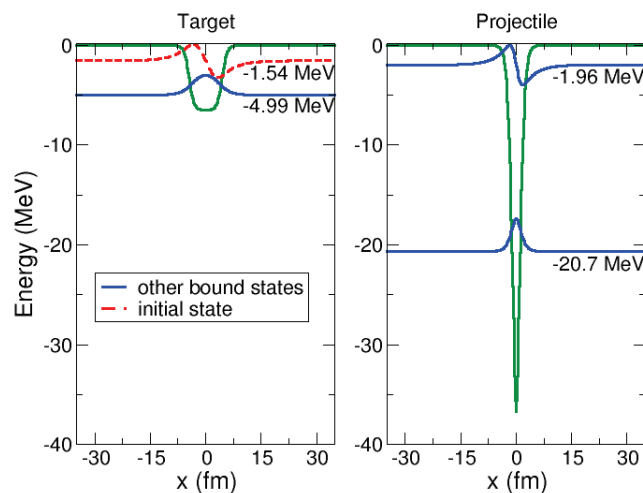 Target
Projectile
Energy (MeV)
0
-10
-20
-30
-40
-1.54 MeV
-4.99 MeV
other bound states
initial state
-30
-15
0
15
30
x (fm)
0
-10
-20
-30
-40
-1.96 MeV
-20.7 MeV
-30
-15
0
15
30
x (fm)